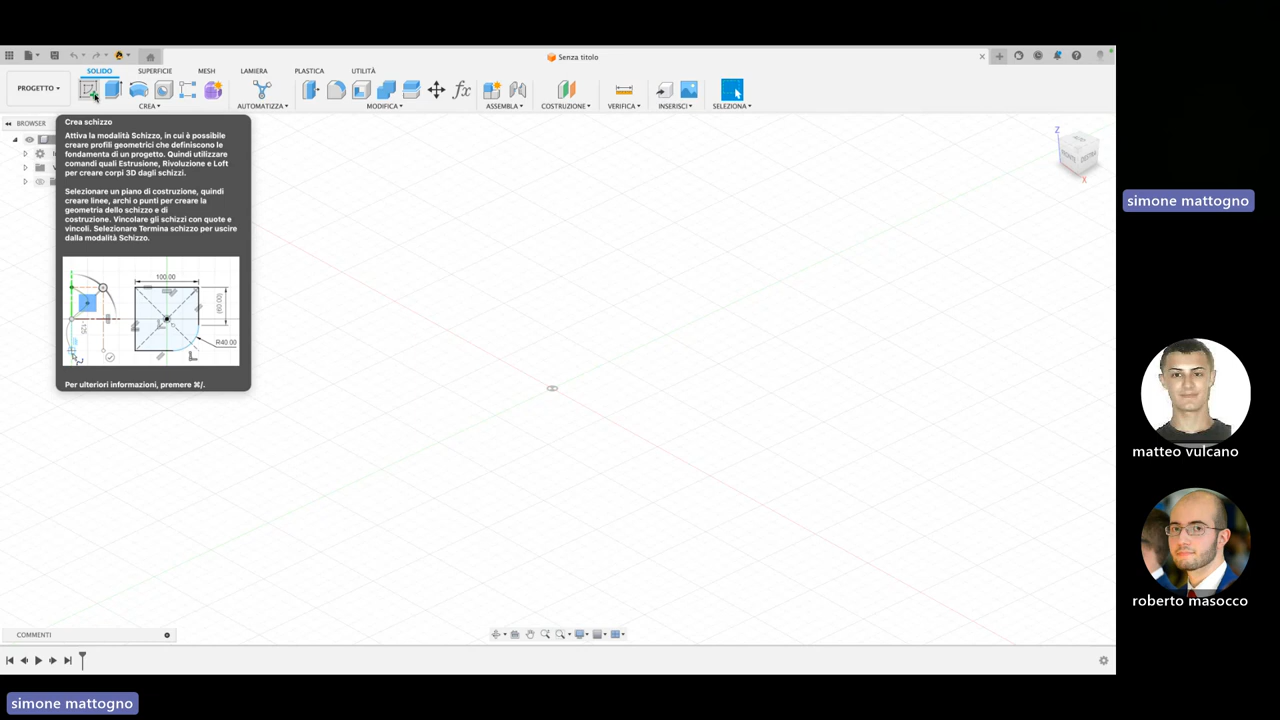 Senza titolo
SOLIDO
SUPERFICIE
MESH
LAMIERA
PLASTICA
UTILITÀ
PROGETTO
CREA
AUTOMATIZZA
MODIFICA
ASSEMBLA
COSTRUZIONE
VERIFICA
INSERISCI
SELEZIONA
BROWSER
Crea schizzo
Attiva la modalità Schizzo, in cui è possibile
creare profili geometrici che definiscono le
fondamenta di un progetto. Quindi utilizzare
comandi quali Estrusione, Rivoluzione e Loft
per creare corpi 3D dagli schizzi.
Selezionare un piano di costruzione, quindi
creare linee, archi o punti per creare la
geometria dello schizzo e di
costruzione. Vincolare gli schizzi con quote e
vincoli. Selezionare Termina schizzo per uscire
dalla modalità Schizzo.
100.00
(60.00)
125
R40.00
Per ulteriori informazioni, premere ⌘/.
Z
FRONTE
DESTRA
X
COMMENTI
simone mattogno
matteo vulcano
roberto masocco
simone mattogno